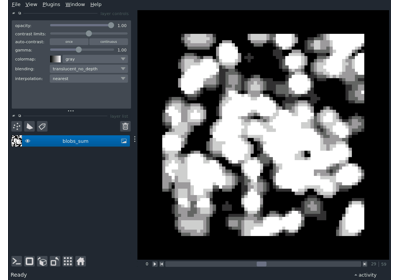 File View Plugins Window Help
opacity: 1.00
contrast limits:
auto-contrast: once continuous
gamma: 1.00
colormap: gray
blending: translucent_no_depth
interpolation: nearest
blobs_sum
Ready
activity